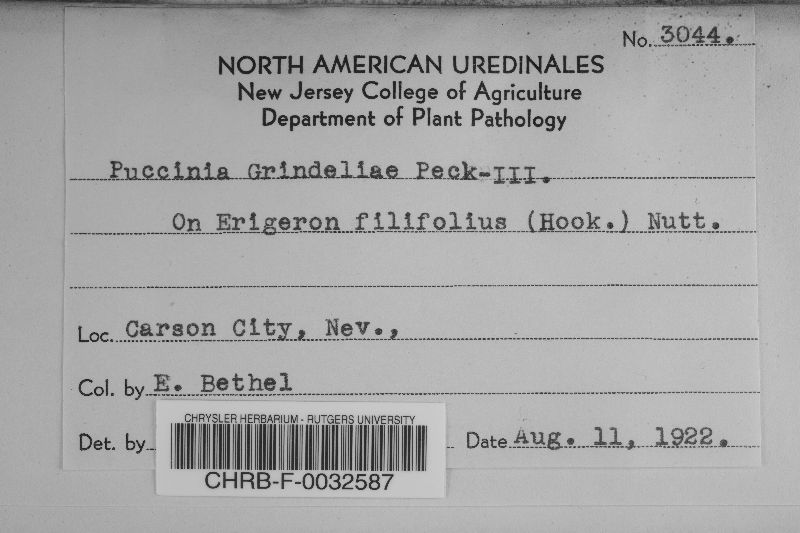 No. 3044.
NORTH AMERICAN UREDINALES
New Jersey College of Agriculture
Department of Plant Pathology
Puccinia Grindeliae Peck-III.
On Erigeron filifolius (Hook.) Nutt.
Loc. Carson City, Nev.,
Col. by E. Bethel
Det. by Date Aug. 11, 1922.
CHRYSLER HERBARIUM - RUTGERS UNIVERSITY
CHRB-F-0032587